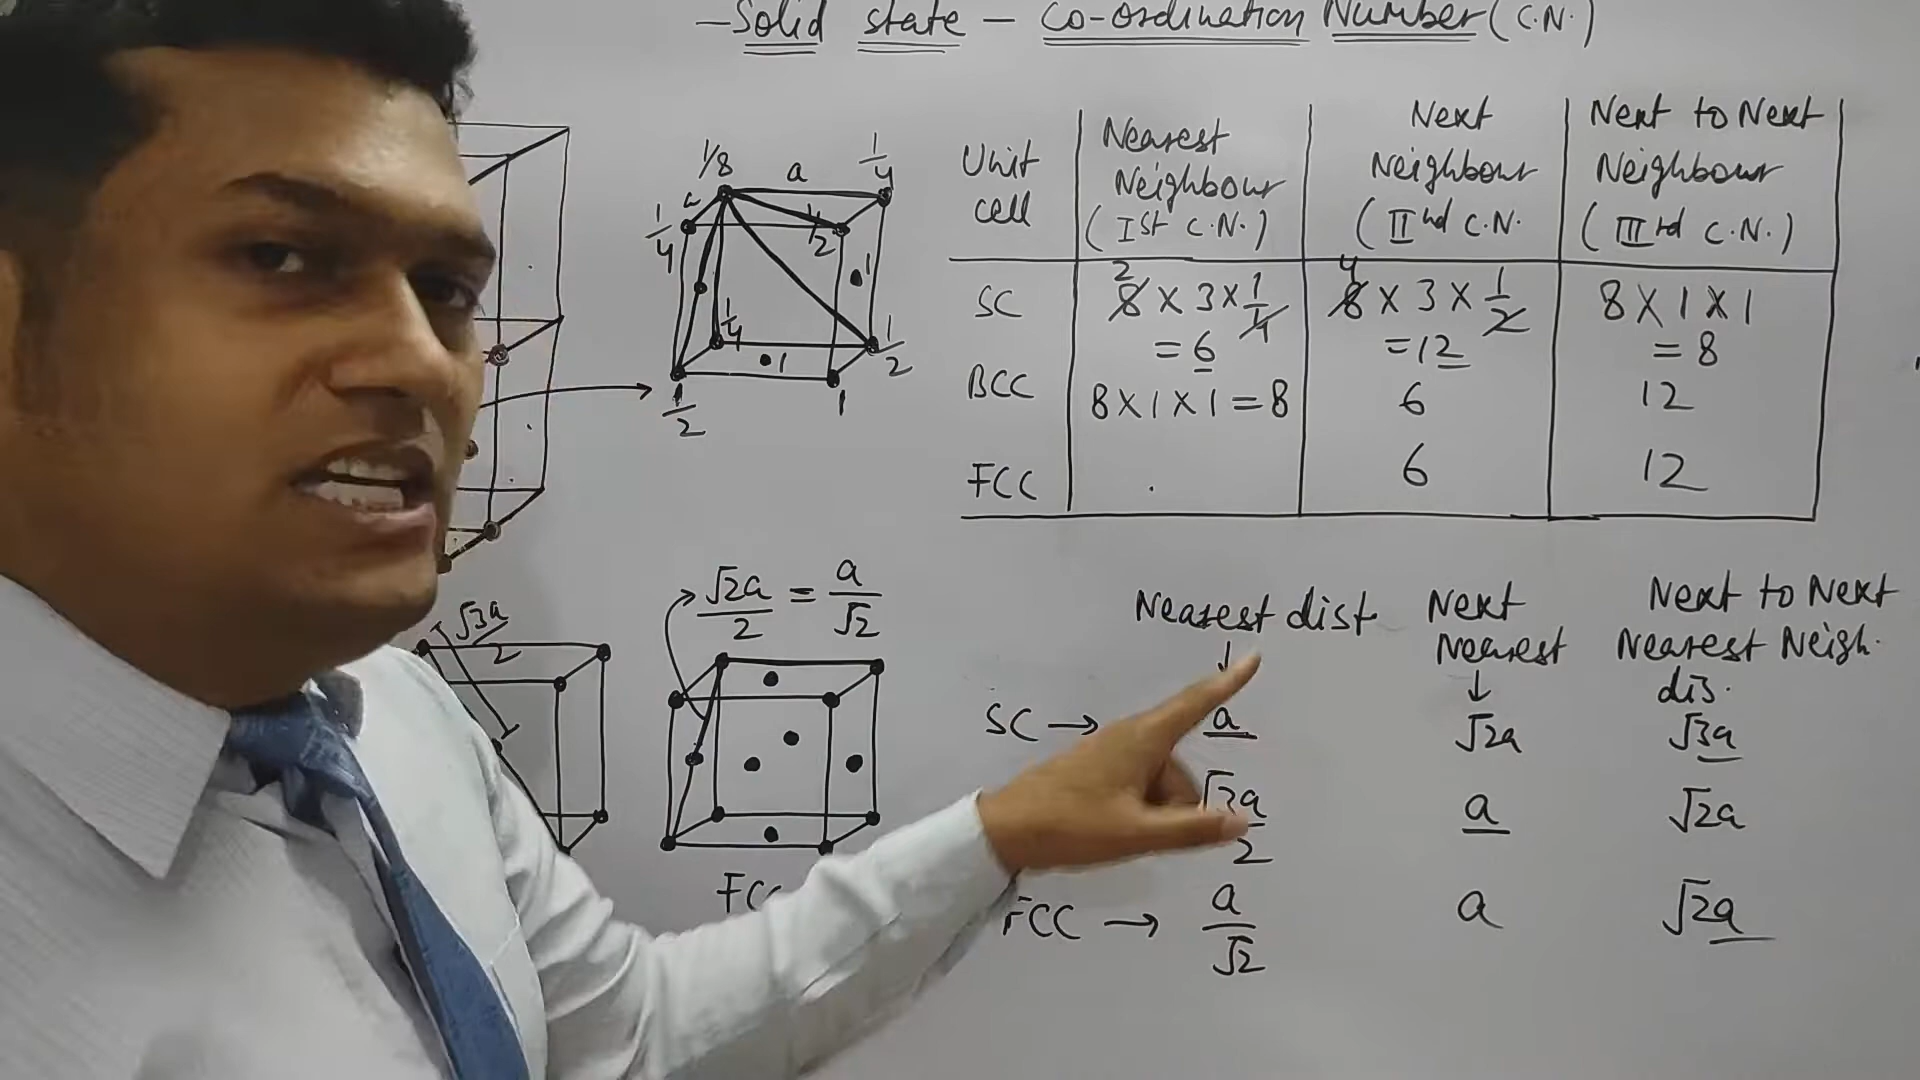 – Solid state – Co-ordination Number (C.N.)
Unit cell | Nearest Neighbour (Ist C.N.) | Next Neighbour (IInd C.N. | Next to Next Neighbour (IIIrd C.N.)
SC | 8 × 3 × 1/4 = 6 | 8 × 3 × 1/2 = 12 | 8 × 1 × 1 = 8
2
4
BCC | 8 × 1 × 1 = 8 | 6 | 12
FCC | . | 6 | 12
1/8 a 1/4
a
1/4 1/2 1
1/4
1 1/2
1/2 1
√3a/2
√2a/2 = a/√2
FC
Nearest dist | Next Nearest | Next to Next Nearest Neigh. dis.
SC → a √2a √3a
√3a/2 a √2a
FCC → a/√2 a √2a